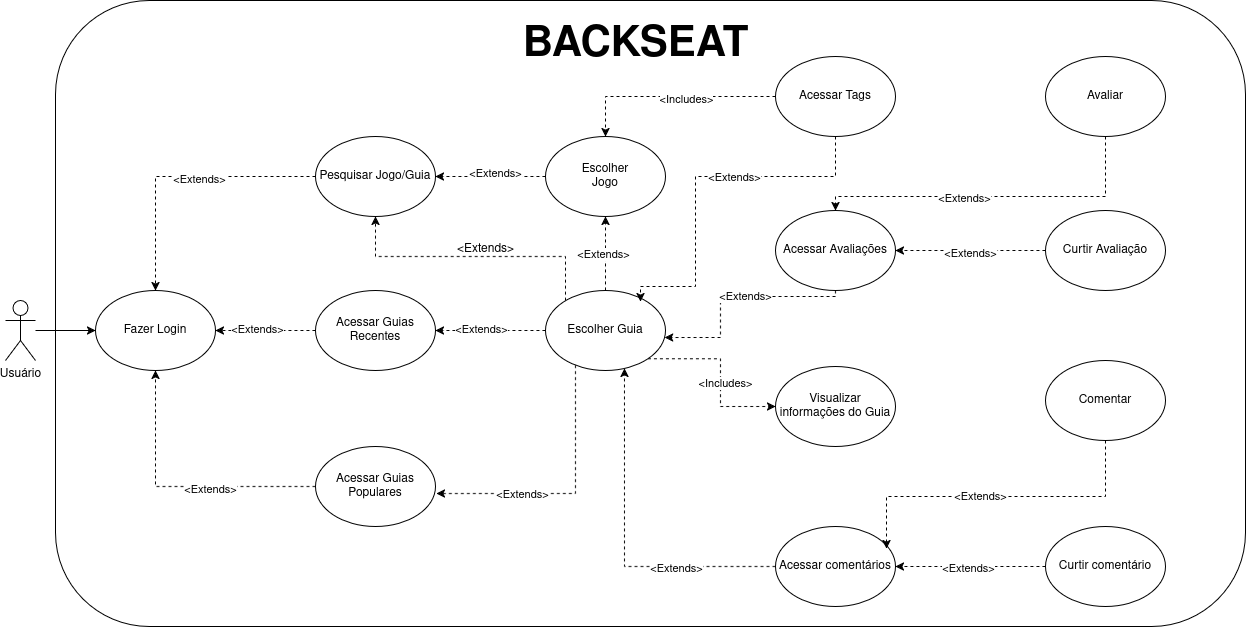 BACKSEAT
Acessar Tags
Avaliar
<Includes>
Escolher
Jogo
Pesquisar Jogo/Guia
<Extends>
<Extends>
<Extends>
<Extends>
<Extends>
<Extends>
Acessar Avaliações
<Extends>
Curtir Avaliação
<Extends>
Fazer Login
<Extends>
Acessar Guias
Recentes
<Extends>
Escolher Guia
Usuário
<Includes>
Visualizar
informações do Guia
Comentar
Acessar Guias
Populares
<Extends>
<Extends>
<Extends>
<Extends>
Acessar comentários
<Extends>
Curtir comentário